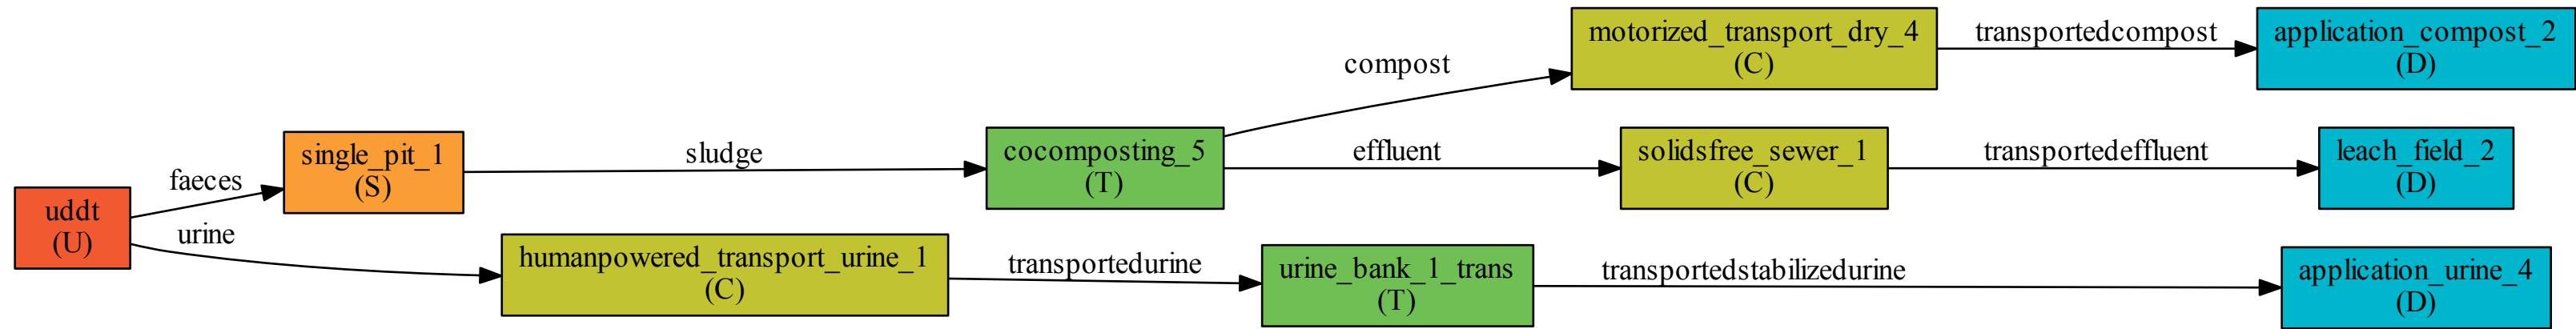 motorized_transport_dry_4
(C)
transportedcompost
application_compost_2
(D)
compost
single_pit_1
(S)
sludge
cocomposting_5
(T)
effluent
solidsfree_sewer_1
(C)
transportedeffluent
leach_field_2
(D)
faeces
uddt
(U)
urine
humanpowered_transport_urine_1
(C)
transportedurine
urine_bank_1_trans
(T)
transportedstabilizedurine
application_urine_4
(D)